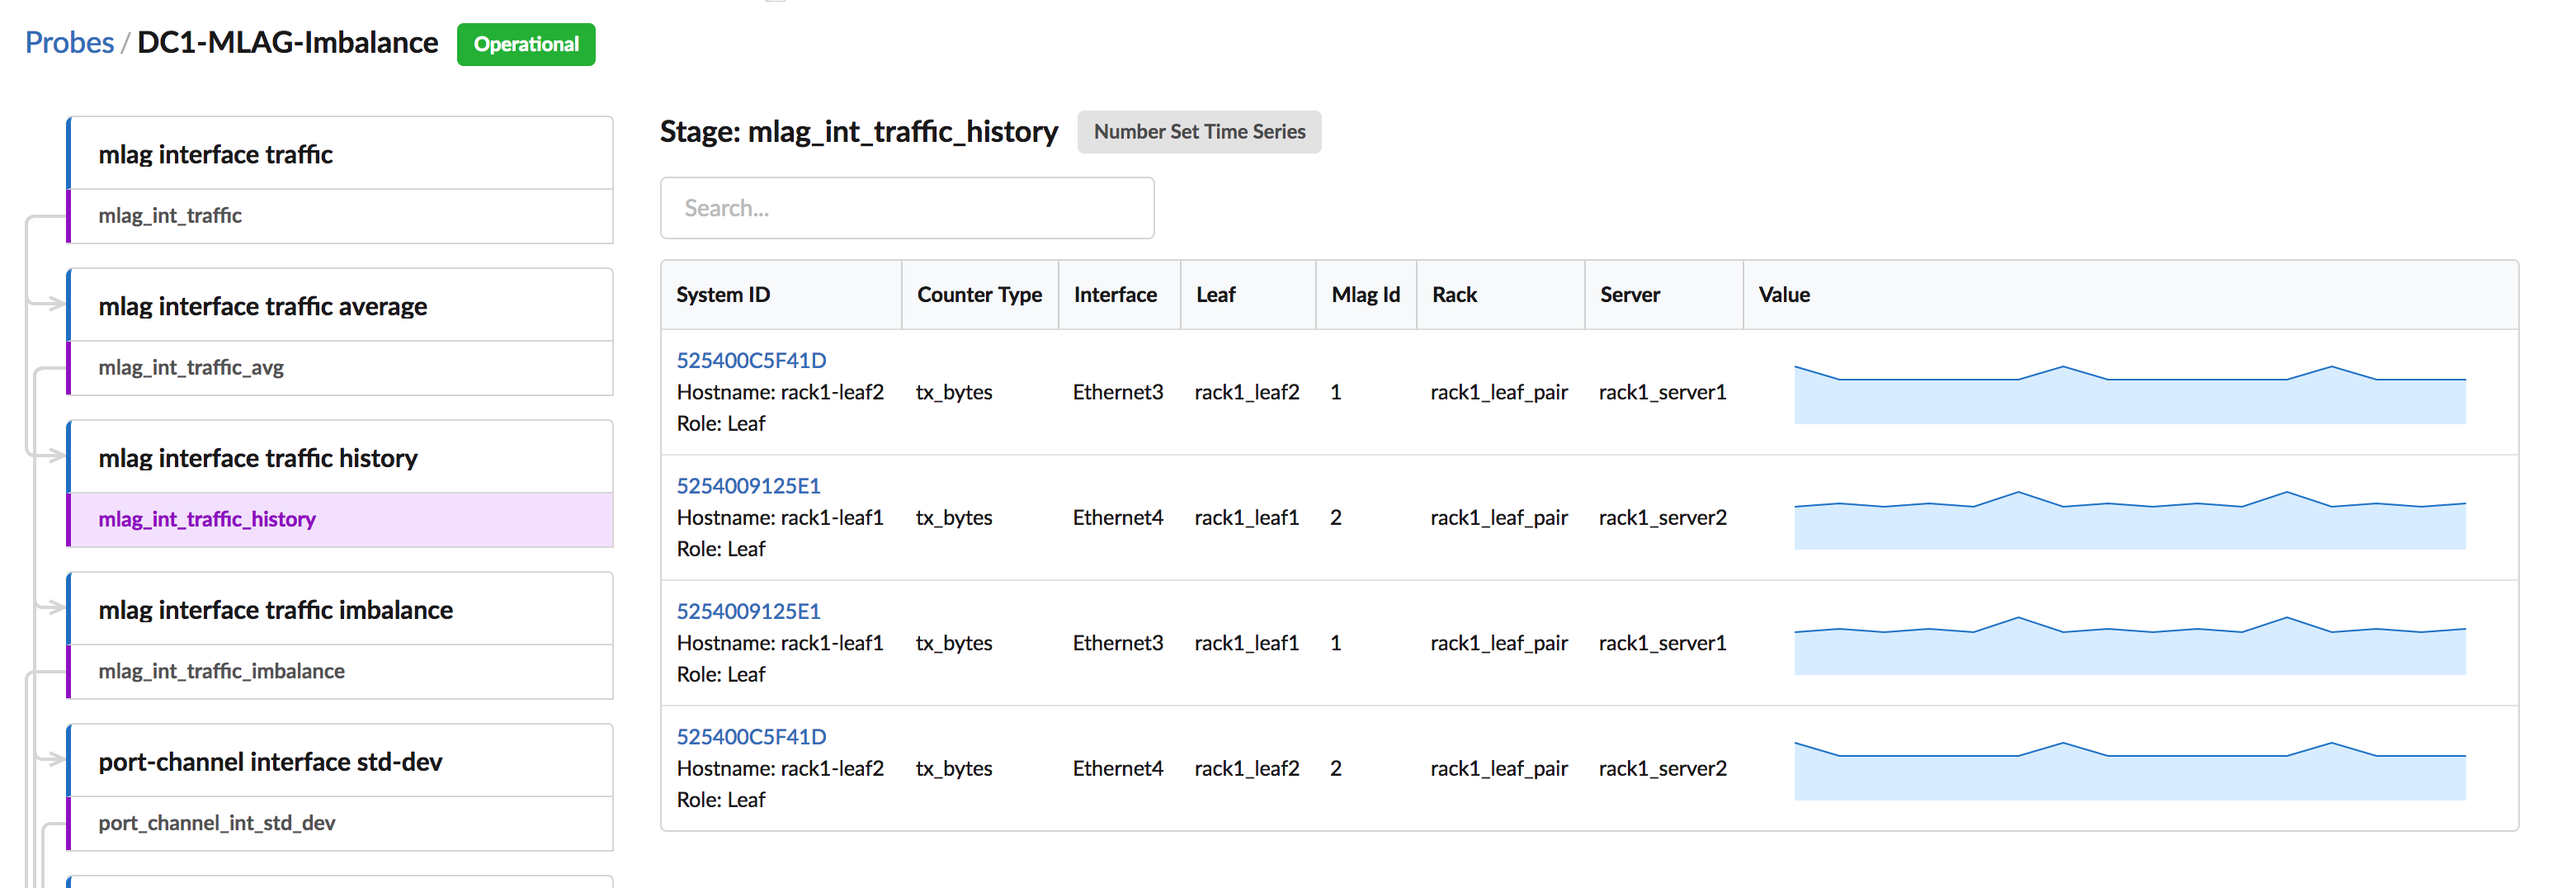 Probes / DC1-MLAG-Imbalance Operational
mlag interface traffic
mlag_int_traffic
mlag interface traffic average
mlag_int_traffic_avg
mlag interface traffic history
mlag_int_traffic_history
mlag interface traffic imbalance
mlag_int_traffic_imbalance
port-channel interface std-dev
port_channel_int_std_dev
Stage: mlag_int_traffic_history Number Set Time Series
Search...
System ID Counter Type Interface Leaf Mlag Id Rack Server Value
525400C5F41D
Hostname: rack1-leaf2 tx_bytes Ethernet3 rack1_leaf2 1 rack1_leaf_pair rack1_server1
Role: Leaf
5254009125E1
Hostname: rack1-leaf1 tx_bytes Ethernet4 rack1_leaf1 2 rack1_leaf_pair rack1_server2
Role: Leaf
5254009125E1
Hostname: rack1-leaf1 tx_bytes Ethernet3 rack1_leaf1 1 rack1_leaf_pair rack1_server1
Role: Leaf
525400C5F41D
Hostname: rack1-leaf2 tx_bytes Ethernet4 rack1_leaf2 2 rack1_leaf_pair rack1_server2
Role: Leaf